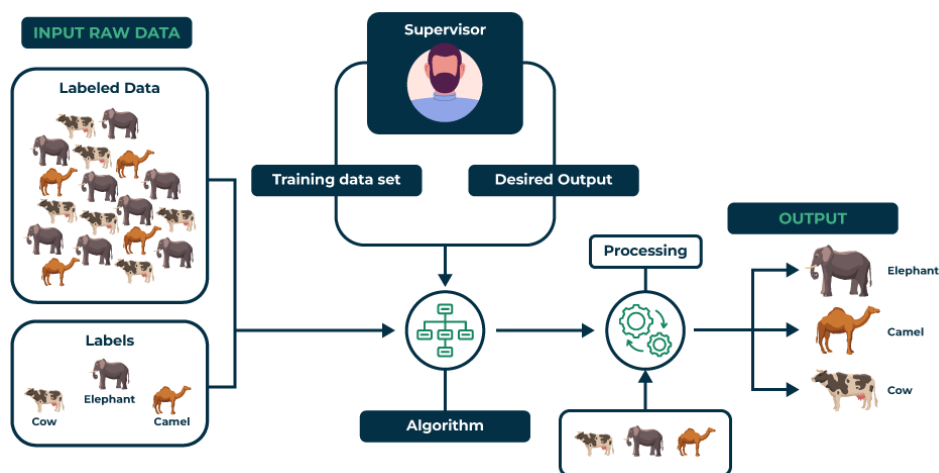 INPUT RAW DATA
Labeled Data
Labels
Elephant
Cow
Camel
Supervisor
Training data set
Desired Output
Algorithm
Processing
OUTPUT
Elephant
Camel
Cow